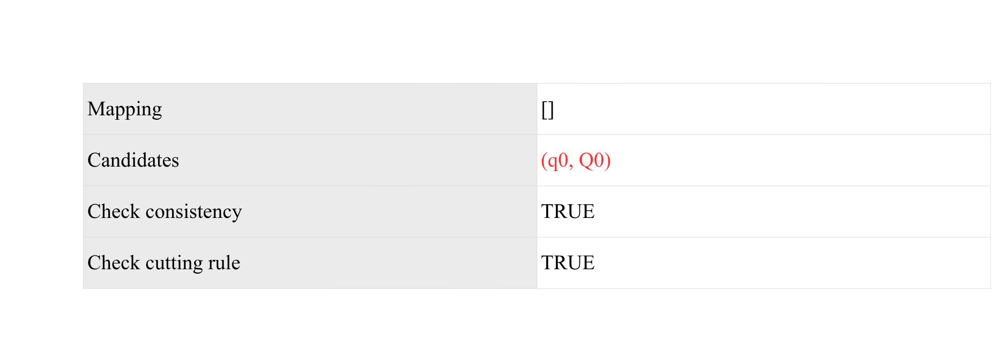 Mapping []
Candidates (q0, Q0)
Check consistency TRUE
Check cutting rule TRUE